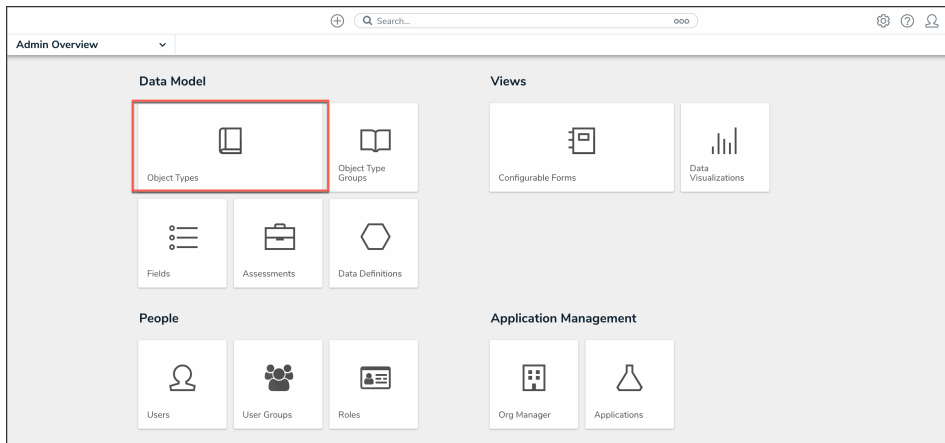 Search...
Admin Overview
Data Model
Views
Object Types
Object Type
Groups
Configurable Forms
Data
Visualizations
Fields
Assessments
Data Definitions
People
Application Management
Users
User Groups
Roles
Org Manager
Applications